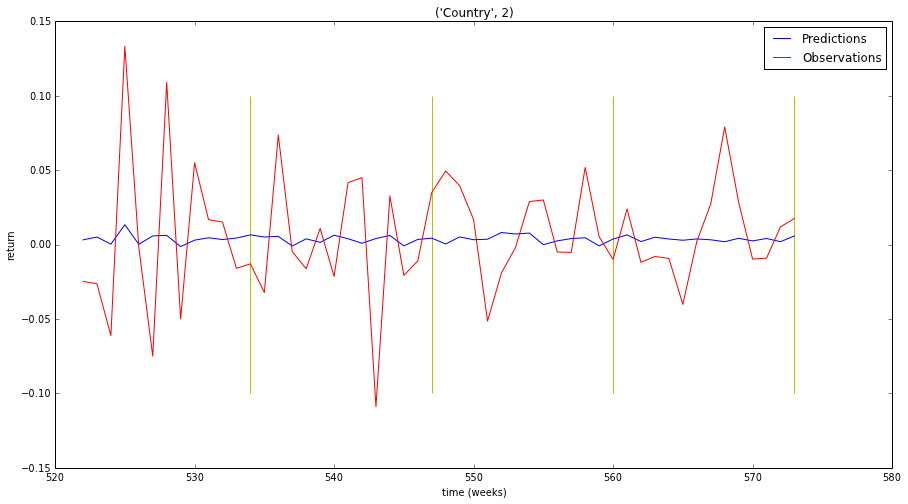 ('Country', 2)
Predictions
Observations
0.15
0.10
0.05
0.00
−0.05
−0.10
−0.15
return
520
530
540
550
560
570
580
time (weeks)